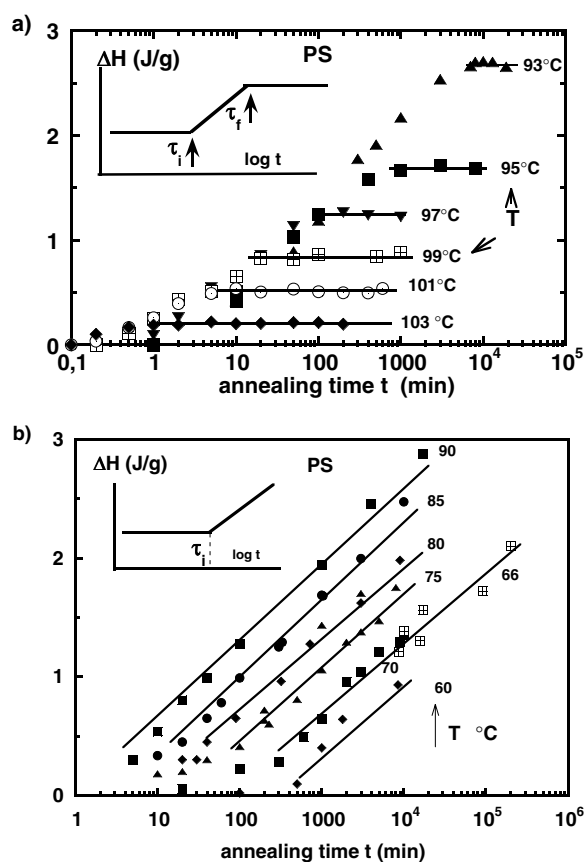 a)
3
PS
ΔH (J/g)
τf
τi
log t
93°C
2
95°C
T
97°C
1
99°C
101°C
103 °C
0
0,1 1 10 100 1000 10⁴ 10⁵
annealing time t (min)
b)
3
ΔH (J/g)
PS
90
τi
log t
85
2
80
75
66
1
70
60
T °C
0
1 10 100 1000 10⁴ 10⁵ 10⁶
annealing time t (min)